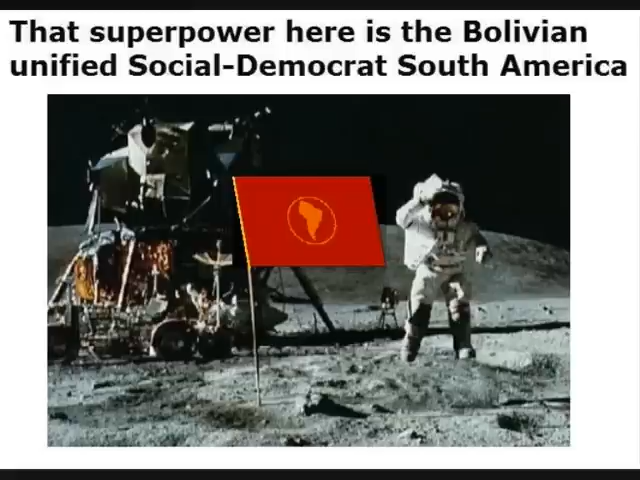 That superpower here is the Bolivian
unified Social-Democrat South America